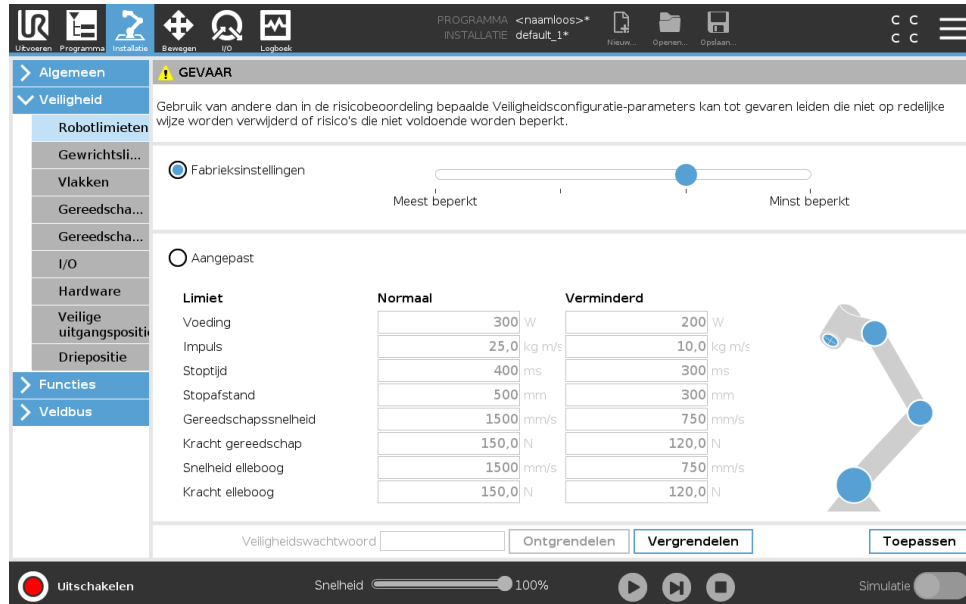 UR
PROGRAMMA <naamloos>*
INSTALLATIE default_1*
Uitvoeren Programma Installatie Bewegen I/O Logboek Nieuw... Openen... Opslaan...
C C
C C
Algemeen
Veiligheid
Robotlimieten
Gewrichtsli...
Vlakken
Gereedscha...
Gereedscha...
I/O
Hardware
Veilige
uitgangspositi
Driepositie
Functies
Veldbus
GEVAAR
Gebruik van andere dan in de risicobeoordeling bepaalde Veiligheidsconfiguratie-parameters kan tot gevaren leiden die niet op redelijke
wijze worden verwijderd of risico's die niet voldoende worden beperkt.
Fabrieksinstellingen
Meest beperkt Minst beperkt
Aangepast
Limiet Normaal Verminderd
Voeding 300 W 200 W
Impuls 25,0 kg m/s 10,0 kg m/s
Stoptijd 400 ms 300 ms
Stopafstand 500 mm 300 mm
Gereedschapssnelheid 1500 mm/s 750 mm/s
Kracht gereedschap 150,0 N 120,0 N
Snelheid elleboog 1500 mm/s 750 mm/s
Kracht elleboog 150,0 N 120,0 N
Veiligheidswachtwoord Ontgrendelen Vergrendelen Toepassen
Uitschakelen Snelheid 100% Simulatie